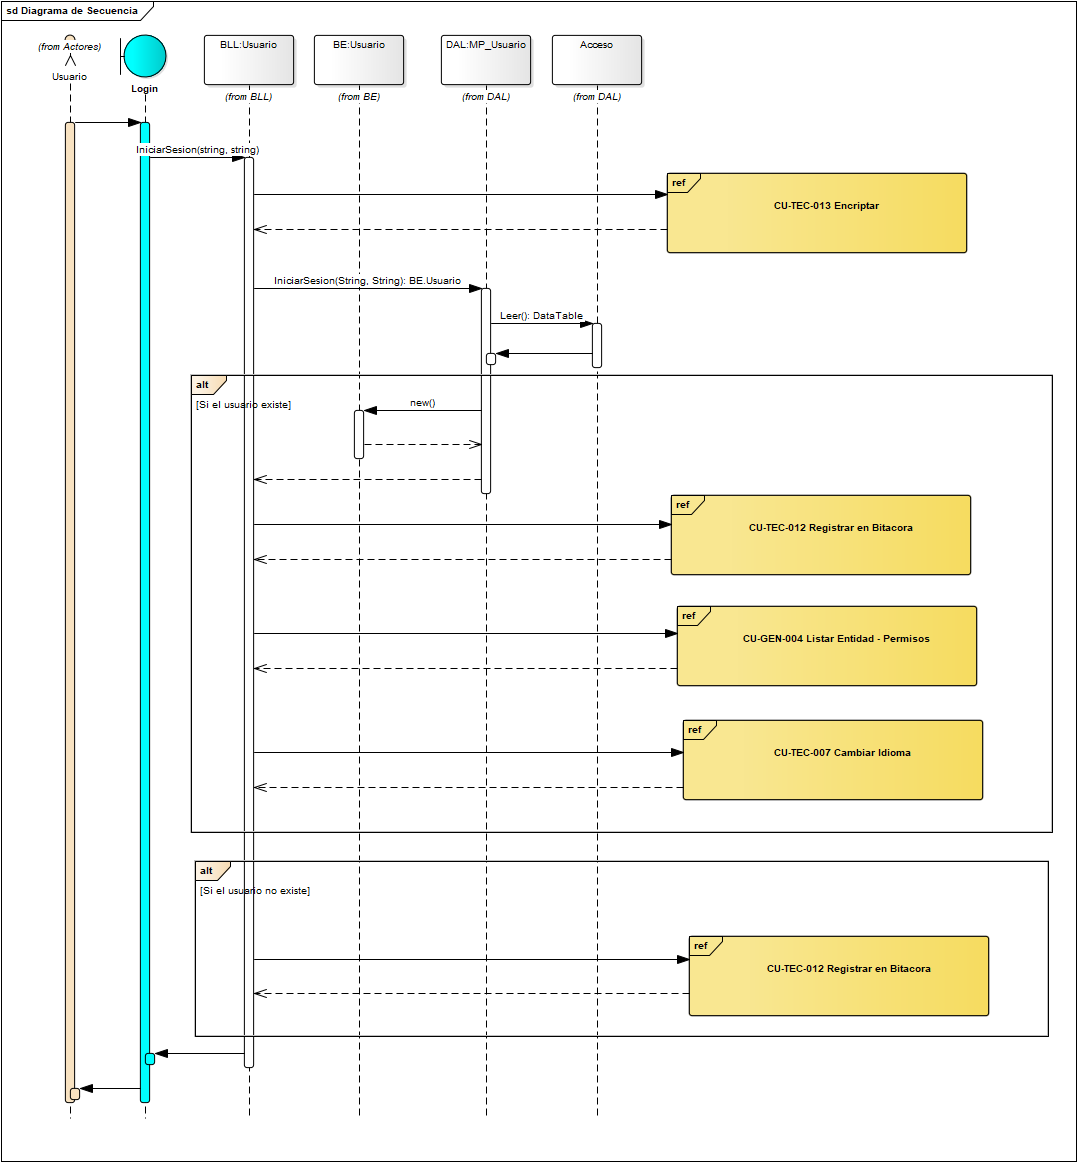 sd Diagrama de Secuencia
(from Actores)
Usuario
Login
BLL:Usuario
(from BLL)
BE:Usuario
(from BE)
DAL:MP_Usuario
(from DAL)
Acceso
(from DAL)
IniciarSesion(string, string)
ref
CU-TEC-013 Encriptar
IniciarSesion(String, String): BE.Usuario
Leer(): DataTable
alt
[Si el usuario existe]
new()
ref
CU-TEC-012 Registrar en Bitacora
ref
CU-GEN-004 Listar Entidad - Permisos
ref
CU-TEC-007 Cambiar Idioma
alt
[Si el usuario no existe]
ref
CU-TEC-012 Registrar en Bitacora